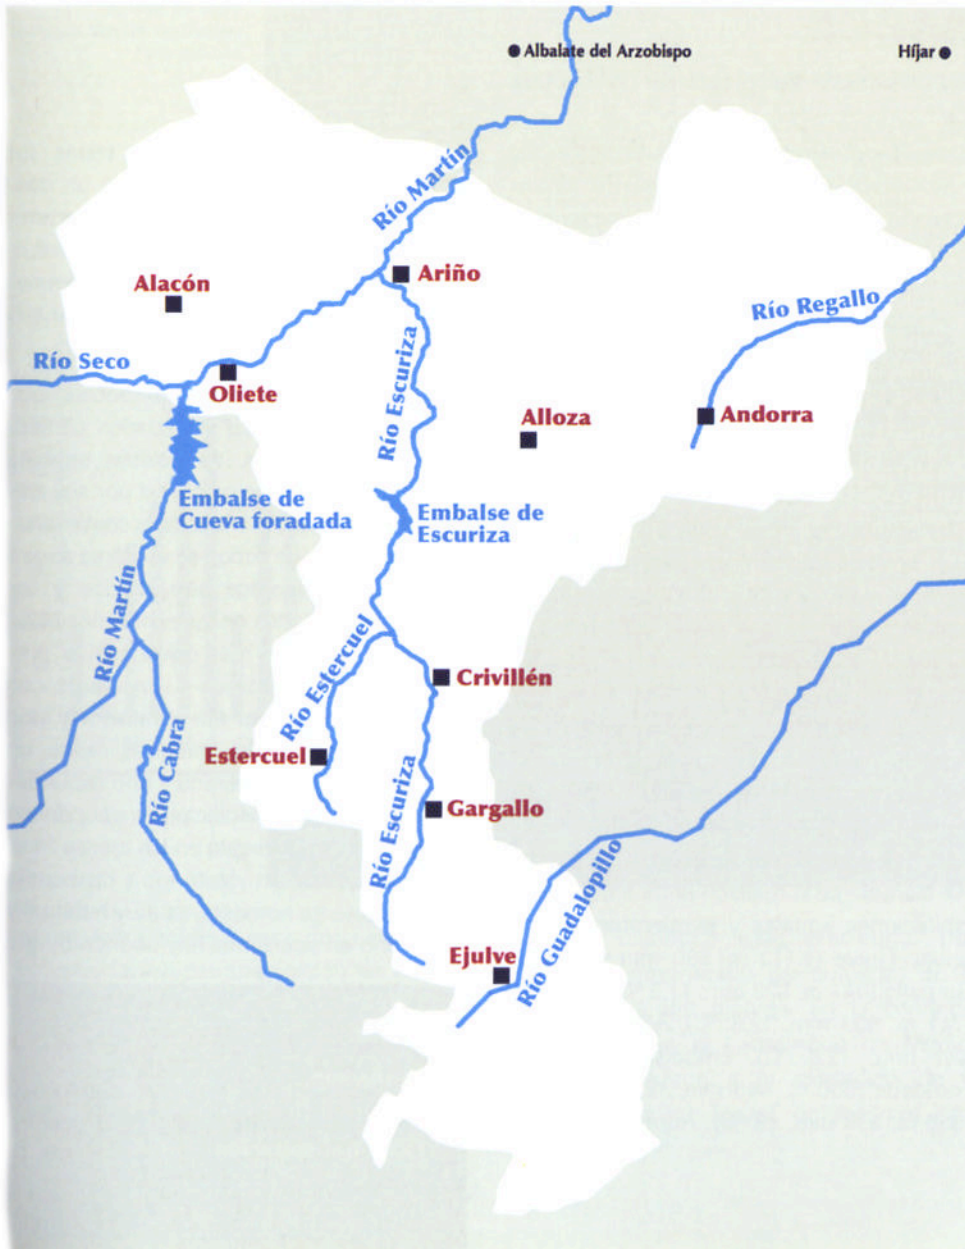 Albalate del Arzobispo
Híjar
Río Martín
Ariño
Alacón
Río Regallo
Río Seco
Río Escuriza
Oliete
Alloza
Andorra
Embalse de
Cueva foradada
Embalse de
Escuriza
Río Martín
Río Estercuel
Crivillén
Río Cabra
Estercuel
Río Escuriza
Gargallo
Río Guadalopillo
Ejulve